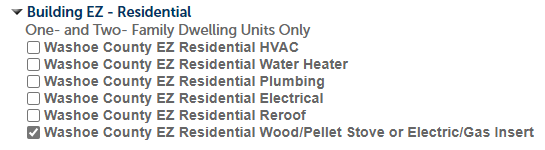 Building EZ - Residential
One- and Two- Family Dwelling Units Only
Washoe County EZ Residential HVAC
Washoe County EZ Residential Water Heater
Washoe County EZ Residential Plumbing
Washoe County EZ Residential Electrical
Washoe County EZ Residential Reroof
Washoe County EZ Residential Wood/Pellet Stove or Electric/Gas Insert